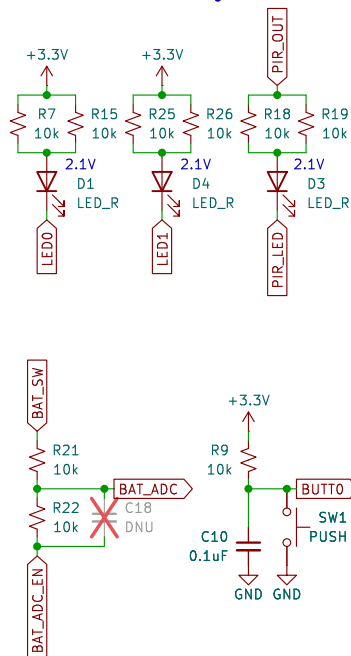 PIR_OUT
+3.3V
+3.3V
R7
10k
R15
10k
R25
10k
R26
10k
R18
10k
R19
10k
2.1V
2.1V
2.1V
D1
LED_R
D4
LED_R
D3
LED_R
LED0
LED1
PIR_LED
BAT_SW
R21
10k
BAT_ADC
R22
10k
C18
DNU
BAT_ADC_EN
+3.3V
R9
10k
BUTT0
C10
0.1uF
SW1
PUSH
GND
GND